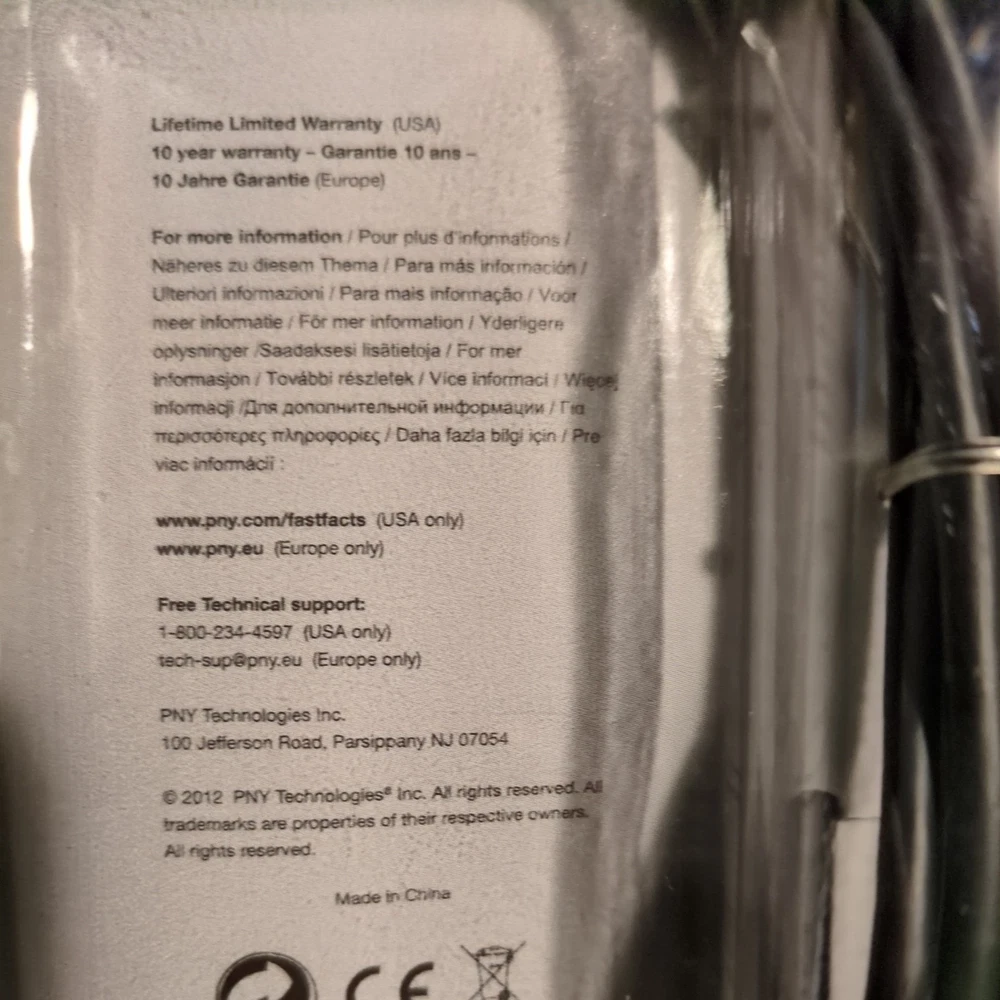 Lifetime Limited Warranty (USA)
10 year warranty – Garantie 10 ans –
10 Jahre Garantie (Europe)
For more information / Pour plus d'informations /
Näheres zu diesem Thema / Para más información /
Ulteriori informazioni / Para mais informação / Voor
meer informatie / För mer information / Yderligere
oplysninger /Saadaksesi lisätietoja / For mer
informasjon / További részletek / Více informací / Więcej
informacji /Для дополнительной информации / Για
περισσότερες πληροφορίες / Daha fazla bilgi için / Pre
viac informácií :
www.pny.com/fastfacts (USA only)
www.pny.eu (Europe only)
Free Technical support:
1-800-234-4597 (USA only)
tech-sup@pny.eu (Europe only)
PNY Technologies Inc.
100 Jefferson Road, Parsippany NJ 07054
© 2012 PNY Technologies® Inc. All rights reserved. All
trademarks are properties of their respective owners.
All rights reserved.
Made in China
CE